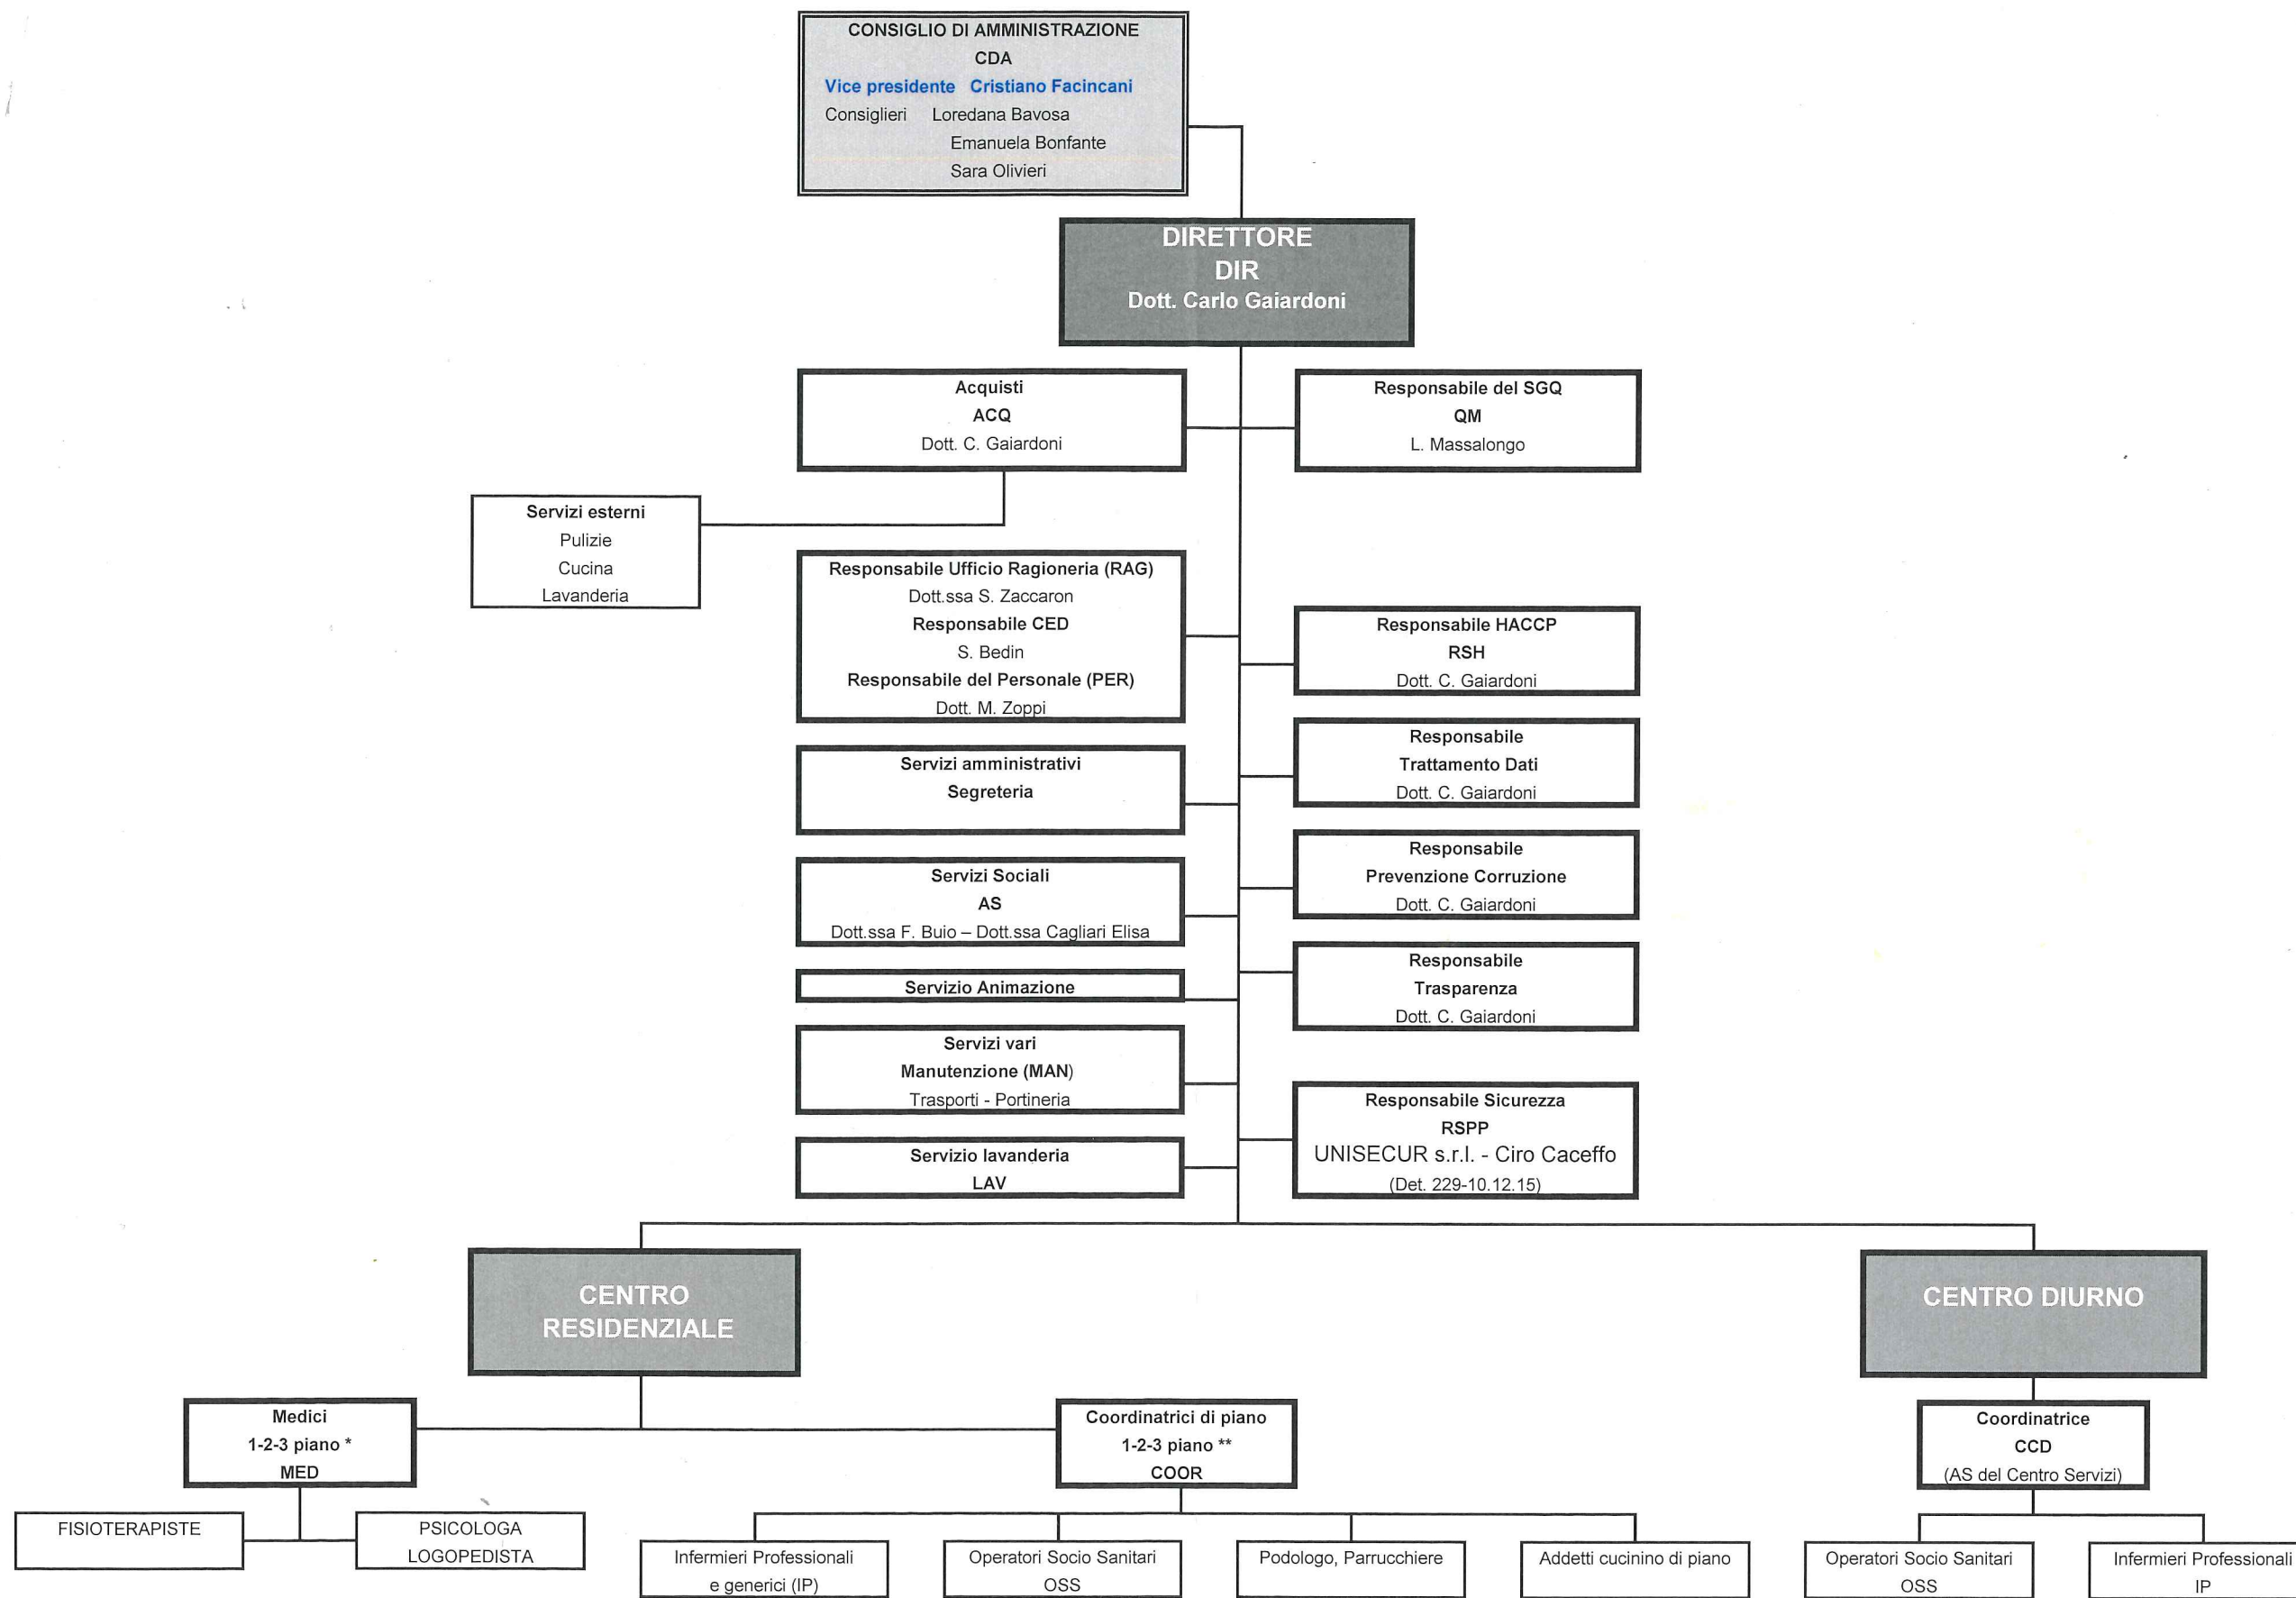 CONSIGLIO DI AMMINISTRAZIONE
CDA
Vice presidente Cristiano Facincani
Consiglieri Loredana Bavosa
Emanuela Bonfante
Sara Olivieri
DIRETTORE
DIR
Dott. Carlo Gaiardoni
Acquisti
ACQ
Dott. C. Gaiardoni
Responsabile del SGQ
QM
L. Massalongo
Servizi esterni
Pulizie
Cucina
Lavanderia
Responsabile Ufficio Ragioneria (RAG)
Dott.ssa S. Zaccaron
Responsabile CED
S. Bedin
Responsabile del Personale (PER)
Dott. M. Zoppi
Responsabile HACCP
RSH
Dott. C. Gaiardoni
Servizi amministrativi
Segreteria
Responsabile
Trattamento Dati
Dott. C. Gaiardoni
Servizi Sociali
AS
Dott.ssa F. Buio – Dott.ssa Cagliari Elisa
Responsabile
Prevenzione Corruzione
Dott. C. Gaiardoni
Servizio Animazione
Responsabile
Trasparenza
Dott. C. Gaiardoni
Servizi vari
Manutenzione (MAN)
Trasporti - Portineria
Responsabile Sicurezza
RSPP
UNISECUR s.r.l. - Ciro Caceffo
(Det. 229-10.12.15)
Servizio lavanderia
LAV
CENTRO
RESIDENZIALE
CENTRO DIURNO
Medici
1-2-3 piano *
MED
Coordinatrici di piano
1-2-3 piano **
COOR
Coordinatrice
CCD
(AS del Centro Servizi)
FISIOTERAPISTE
PSICOLOGA
LOGOPEDISTA
Infermieri Professionali
e generici (IP)
Operatori Socio Sanitari
OSS
Podologo, Parrucchiere
Addetti cucinino di piano
Operatori Socio Sanitari
OSS
Infermieri Professionali
IP